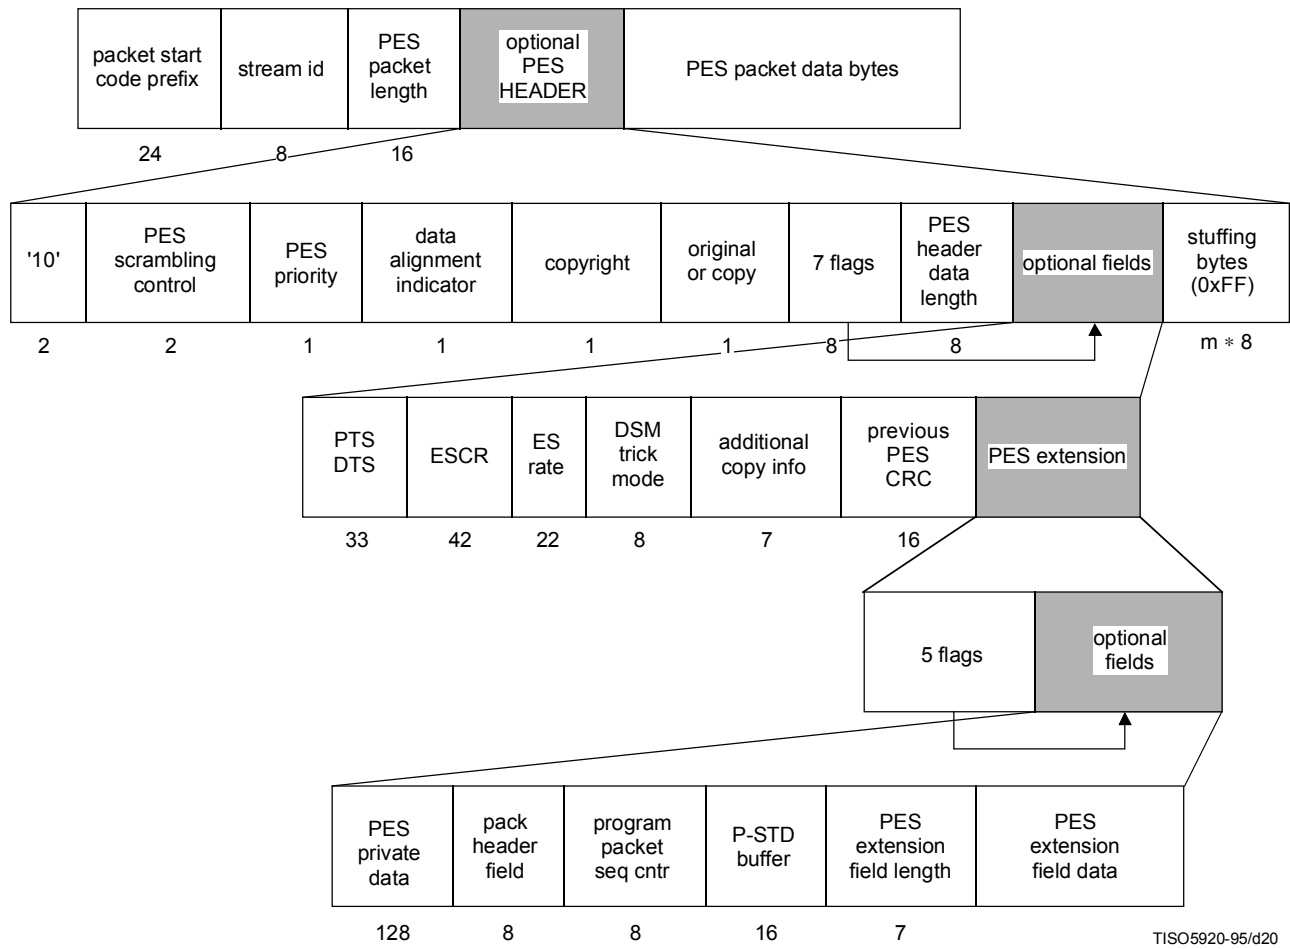 packet start
code prefix
stream id
PES
packet
length
optional
PES
HEADER
PES packet data bytes
24
8
16
'10'
PES
scrambling
control
PES
priority
data
alignment
indicator
copyright
original
or copy
7 flags
PES
header
data
length
optional fields
stuffing
bytes
(0xFF)
2
2
1
1
1
1
8
8
m * 8
PTS
DTS
ESCR
ES
rate
DSM
trick
mode
additional
copy info
previous
PES
CRC
PES extension
33
42
22
8
7
16
5 flags
optional
fields
PES
private
data
pack
header
field
program
packet
seq cntr
P-STD
buffer
PES
extension
field length
PES
extension
field data
128
8
8
16
7
TISO5920-95/d20